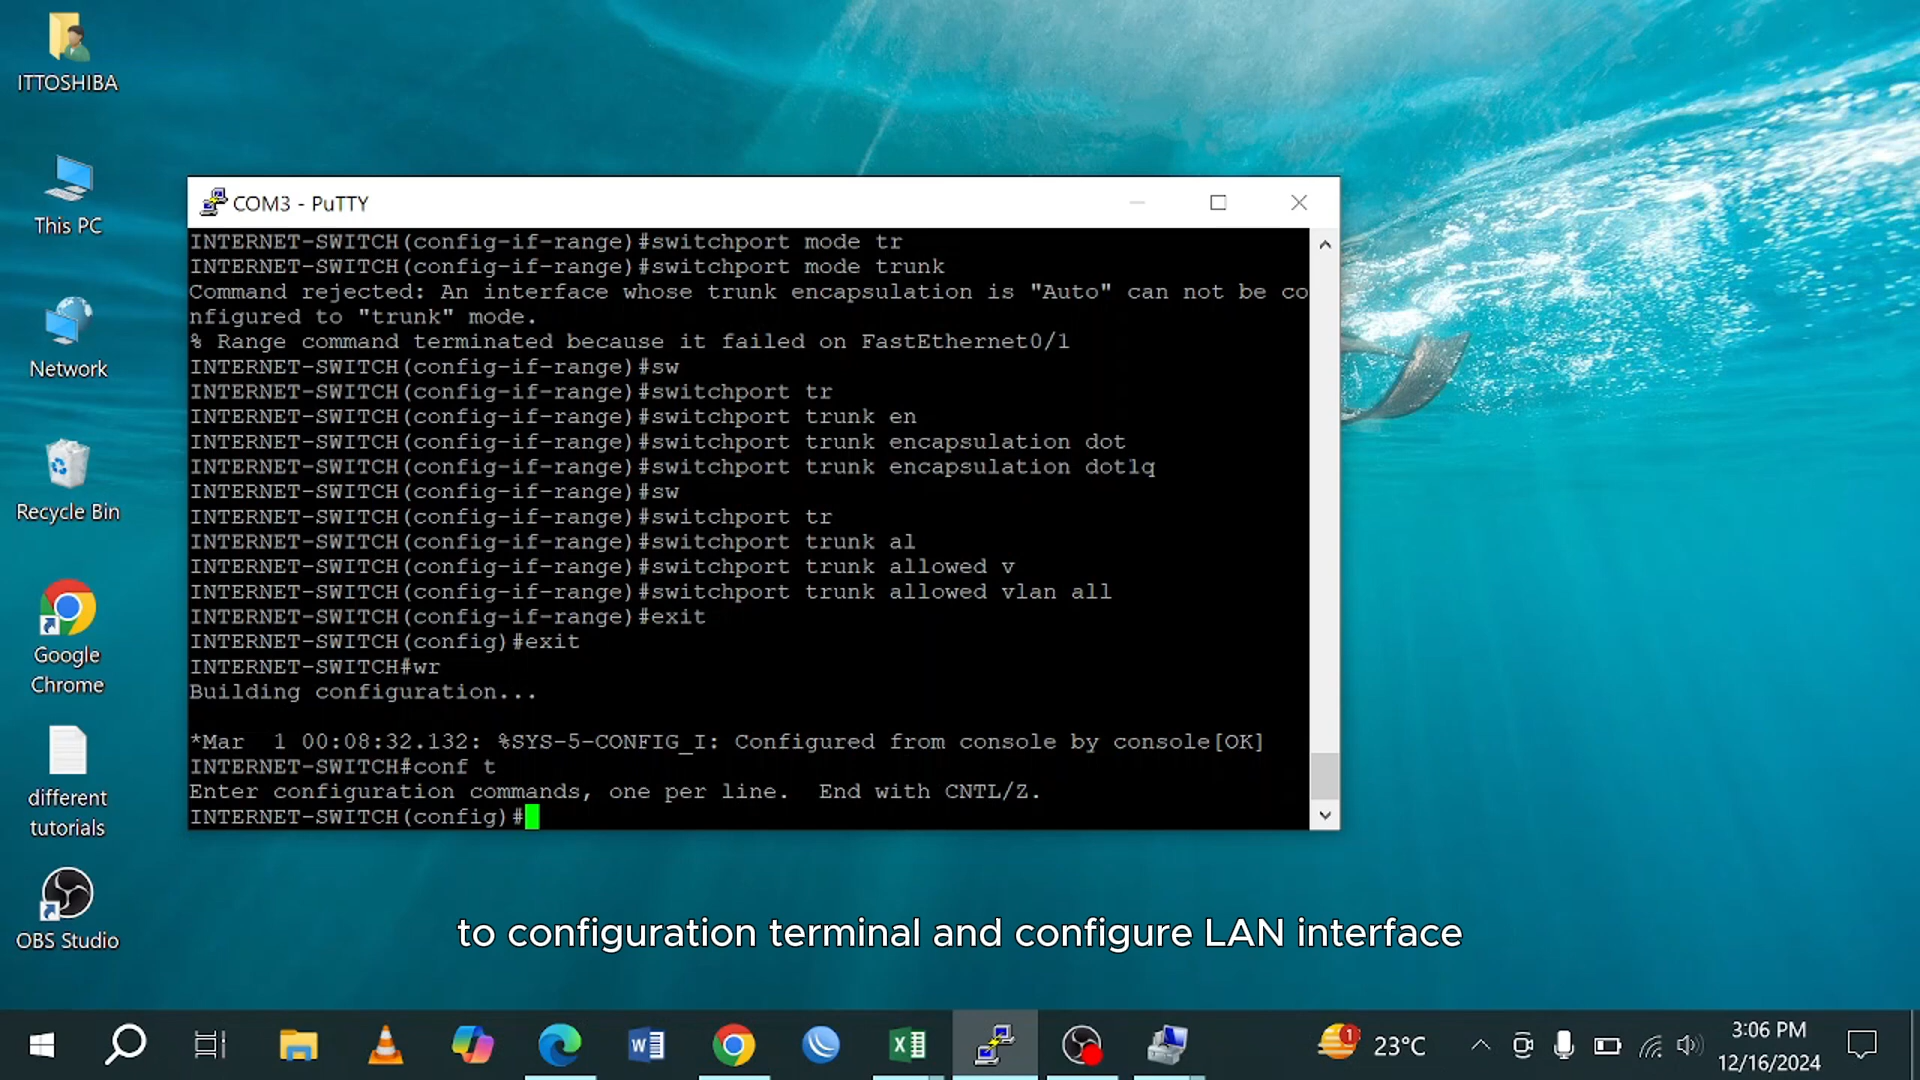 ITTOSHIBA
This PC
Network
Recycle Bin
Google
Chrome
different
tutorials
OBS Studio
COM3 - PuTTY
INTERNET-SWITCH(config-if-range)#switchport mode tr
INTERNET-SWITCH(config-if-range)#switchport mode trunk
Command rejected: An interface whose trunk encapsulation is "Auto" can not be co
nfigured to "trunk" mode.
% Range command terminated because it failed on FastEthernet0/1
INTERNET-SWITCH(config-if-range)#sw
INTERNET-SWITCH(config-if-range)#switchport tr
INTERNET-SWITCH(config-if-range)#switchport trunk en
INTERNET-SWITCH(config-if-range)#switchport trunk encapsulation dot
INTERNET-SWITCH(config-if-range)#switchport trunk encapsulation dot1q
INTERNET-SWITCH(config-if-range)#sw
INTERNET-SWITCH(config-if-range)#switchport tr
INTERNET-SWITCH(config-if-range)#switchport trunk al
INTERNET-SWITCH(config-if-range)#switchport trunk allowed v
INTERNET-SWITCH(config-if-range)#switchport trunk allowed vlan all
INTERNET-SWITCH(config-if-range)#exit
INTERNET-SWITCH(config)#exit
INTERNET-SWITCH#wr
Building configuration...
*Mar  1 00:08:32.132: %SYS-5-CONFIG_I: Configured from console by console[OK]
INTERNET-SWITCH#conf t
Enter configuration commands, one per line.  End with CNTL/Z.
INTERNET-SWITCH(config)#
to configuration terminal and configure LAN interface
1
23°C
3:06 PM
12/16/2024